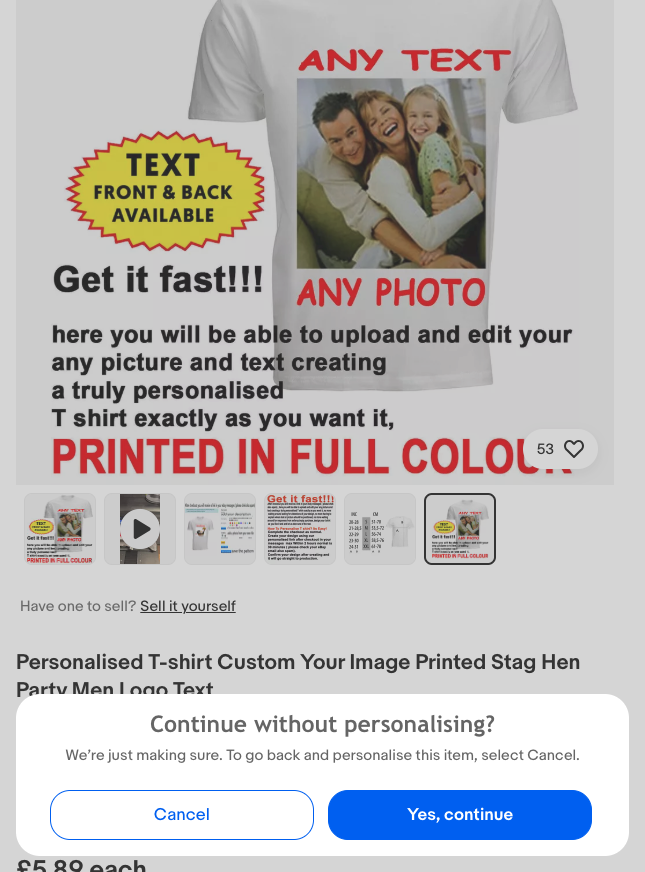 ANY TEXT
TEXT
FRONT & BACK
AVAILABLE
Get it fast!!!
ANY PHOTO
here you will be able to upload and edit your
any picture and text creating
a truly personalised
T shirt exactly as you want it,
PRINTED IN FULL COLOUR
53
Get it fast!!!
Have one to sell? Sell it yourself
Personalised T-shirt Custom Your Image Printed Stag Hen
Party Men Logo Text
Continue without personalising?
We're just making sure. To go back and personalise this item, select Cancel.
Cancel
Yes, continue
£5.89 each